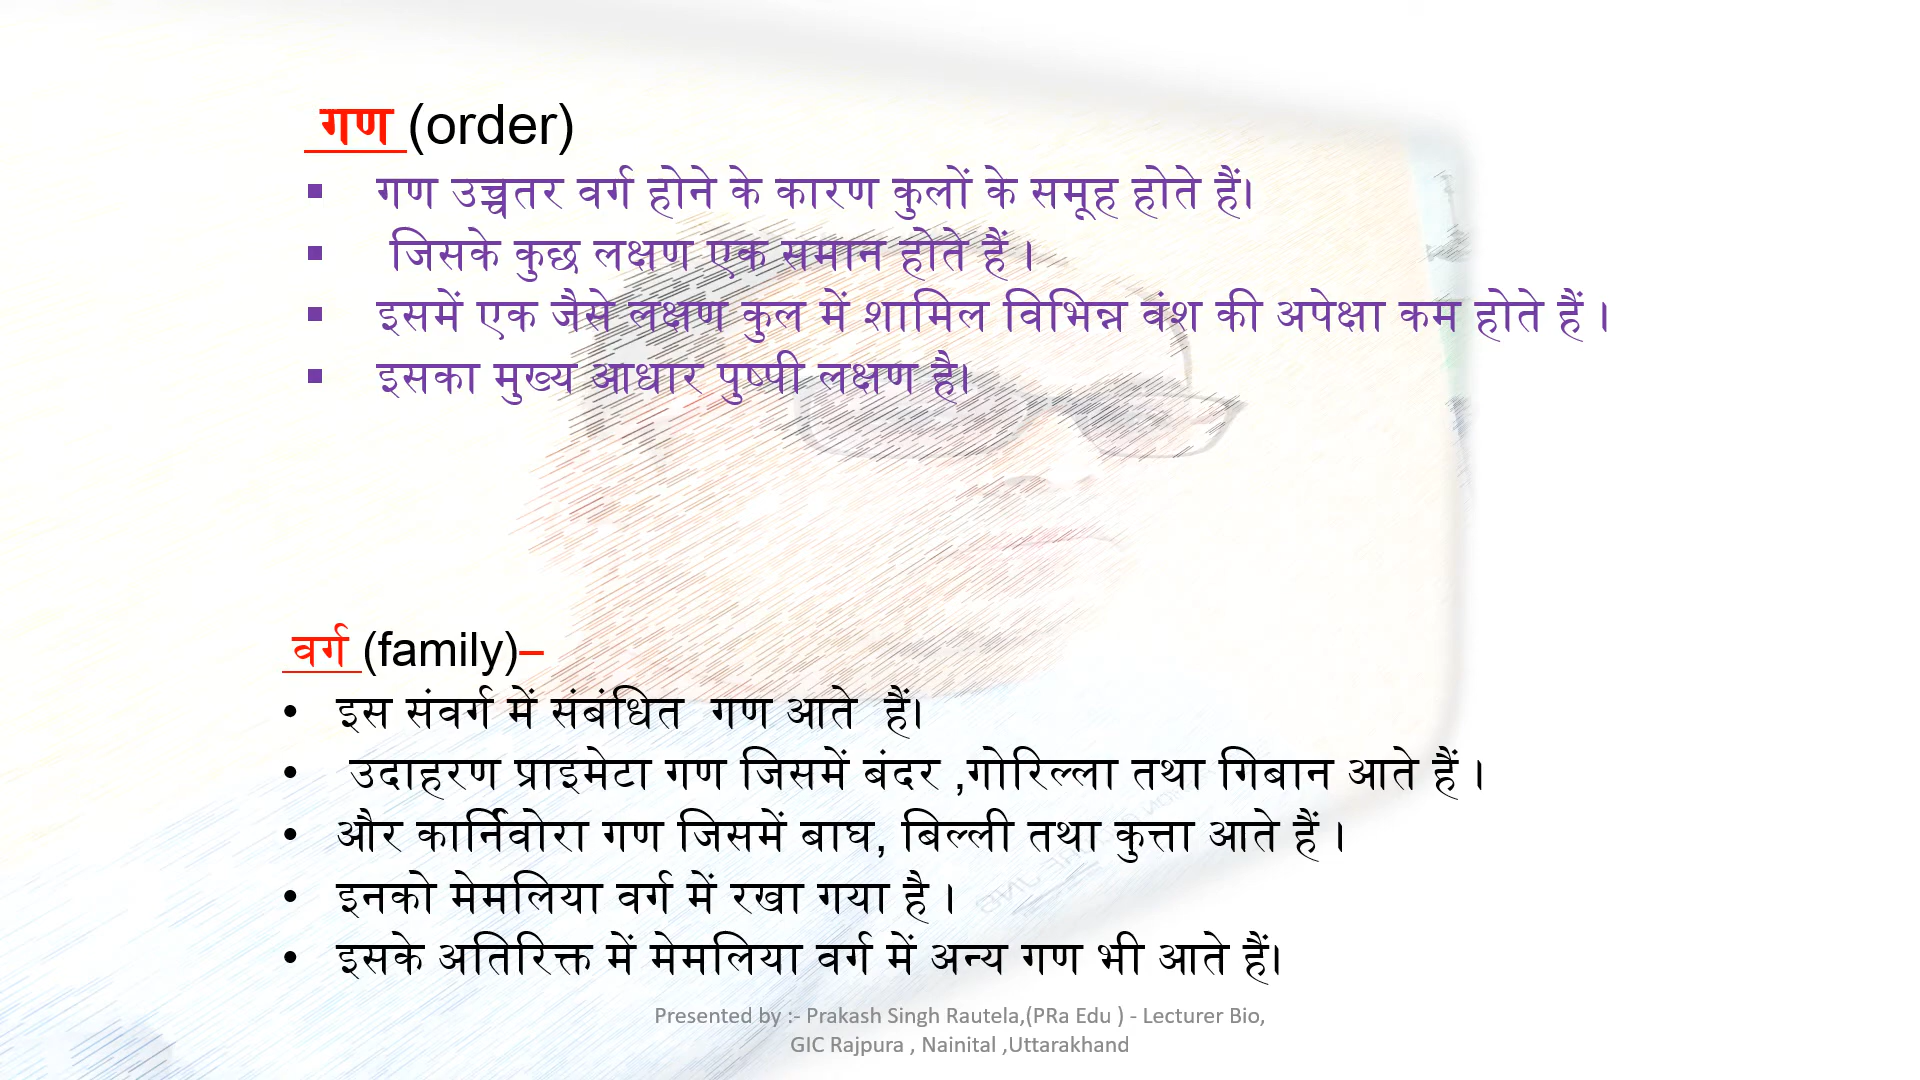 गण (order)
▪ गण उच्चतर वर्ग होने के कारण कुलों के समूह होते हैं।
▪ जिसके कुछ लक्षण एक समान होते हैं ।
▪ इसमें एक जैसे लक्षण कुल में शामिल विभिन्न वंश की अपेक्षा कम होते हैं ।
▪ इसका मुख्य आधार पुष्पी लक्षण है।
वर्ग (family)–
• इस संवर्ग में संबंधित गण आते हैं।
• उदाहरण प्राइमेटा गण जिसमें बंदर ,गोरिल्ला तथा गिबान आते हैं ।
• और कार्निवोरा गण जिसमें बाघ, बिल्ली तथा कुत्ता आते हैं ।
• इनको मेमलिया वर्ग में रखा गया है ।
• इसके अतिरिक्त में मेमलिया वर्ग में अन्य गण भी आते हैं।
Presented by :- Prakash Singh Rautela,(PRa Edu ) - Lecturer Bio,
GIC Rajpura , Nainital ,Uttarakhand